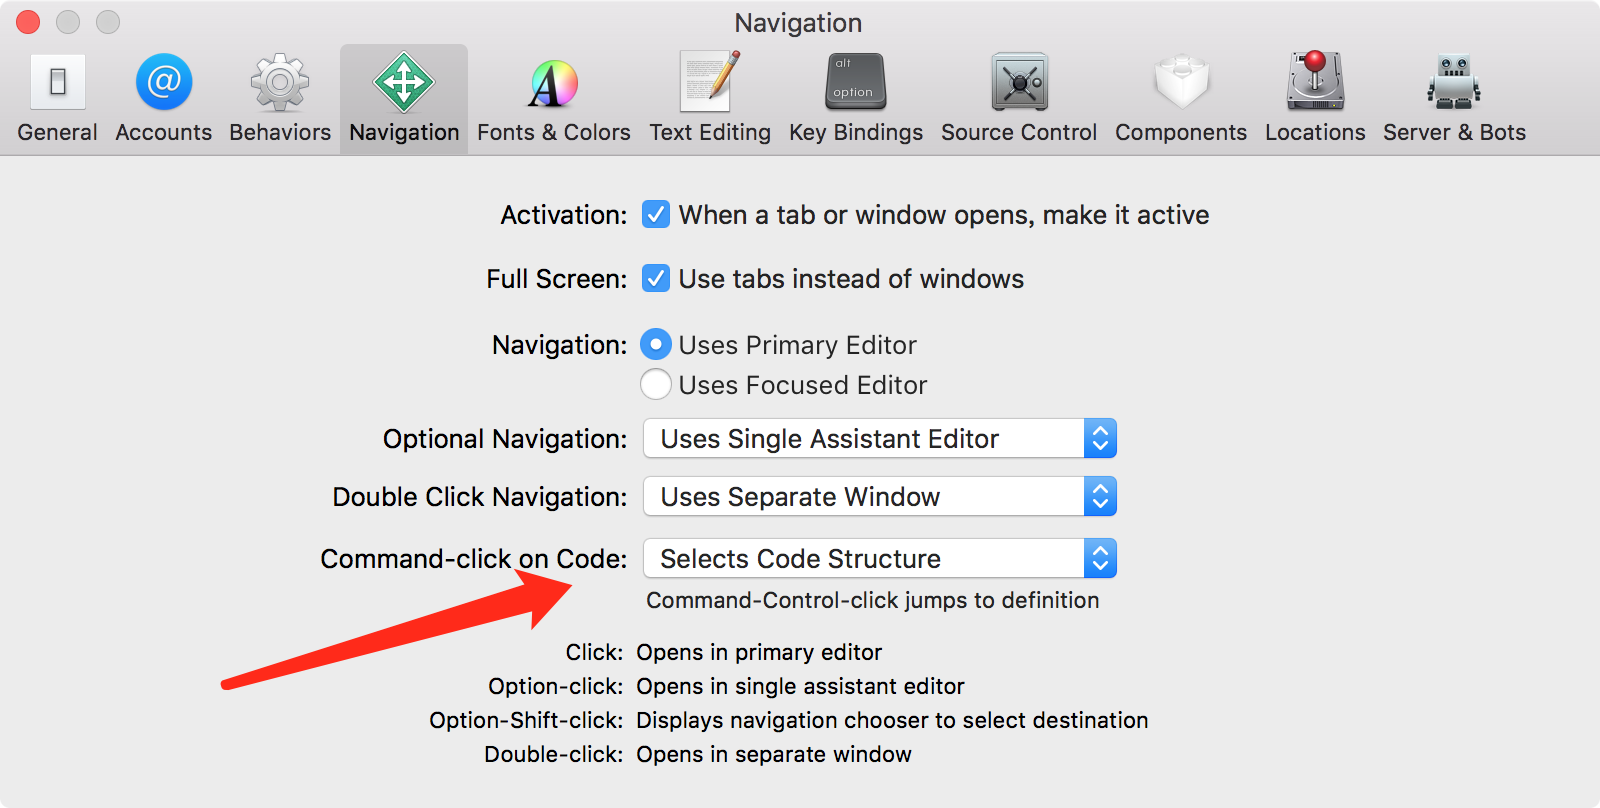 Navigation
alt
option
General Accounts Behaviors Navigation Fonts & Colors Text Editing Key Bindings Source Control Components Locations Server & Bots
Activation: When a tab or window opens, make it active
Full Screen: Use tabs instead of windows
Navigation: Uses Primary Editor
Uses Focused Editor
Optional Navigation: Uses Single Assistant Editor
Double Click Navigation: Uses Separate Window
Command-click on Code: Selects Code Structure
Command-Control-click jumps to definition
Click: Opens in primary editor
Option-click: Opens in single assistant editor
Option-Shift-click: Displays navigation chooser to select destination
Double-click: Opens in separate window